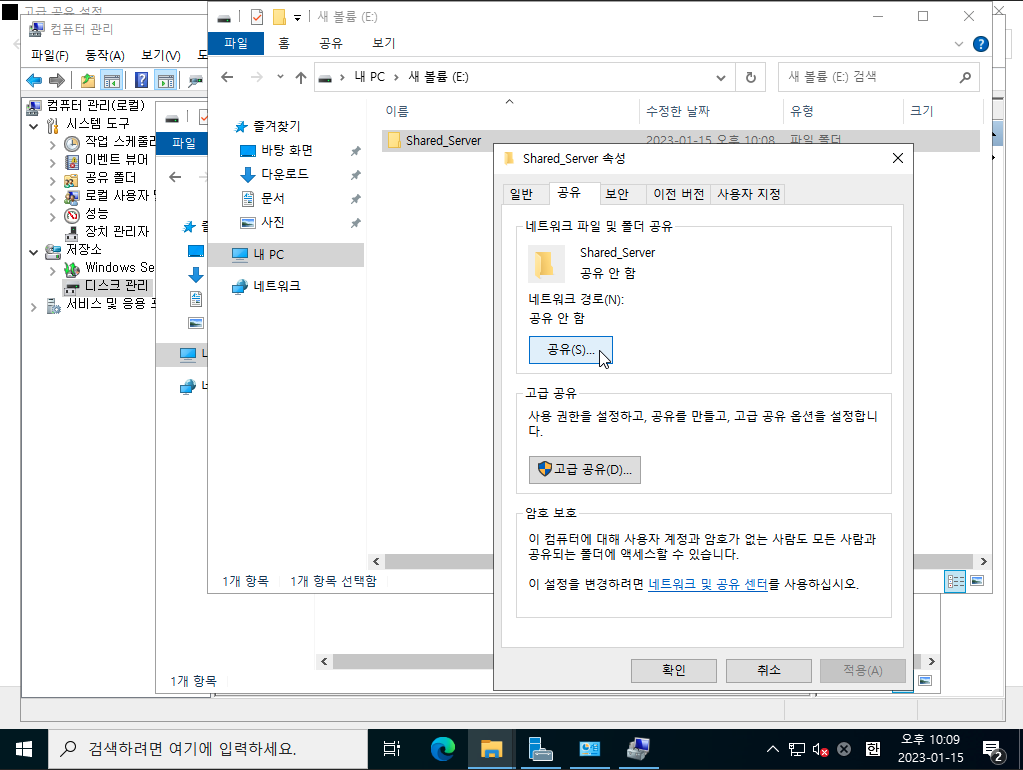 고급 공유 설정
컴퓨터 관리
파일(F) 동작(A) 보기(V) 도
컴퓨터 관리(로컬)
시스템 도구
작업 스케줄러
이벤트 뷰어
공유 폴더
로컬 사용자 및
성능
장치 관리자
저장소
Windows Se
디스크 관리
서비스 및 응용 프
파일
1개 항목
새 볼륨 (E:)
파일 홈 공유 보기
내 PC 새 볼륨 (E:)
새 볼륨 (E:) 검색
즐겨찾기
바탕 화면
다운로드
문서
사진
내 PC
네트워크
이름 수정한 날짜 유형 크기
Shared_Server 2023-01-15 오후 10:08 파일 폴더
1개 항목 1개 항목 선택함
Shared_Server 속성
일반 공유 보안 이전 버전 사용자 지정
네트워크 파일 및 폴더 공유
Shared_Server
공유 안 함
네트워크 경로(N):
공유 안 함
공유(S)...
고급 공유
사용 권한을 설정하고, 공유를 만들고, 고급 공유 옵션을 설정합니
다.
고급 공유(D)...
암호 보호
이 컴퓨터에 대해 사용자 계정과 암호가 없는 사람도 모든 사람과
공유되는 폴더에 액세스할 수 있습니다.
이 설정을 변경하려면 네트워크 및 공유 센터를 사용하십시오.
확인 취소 적용(A)
검색하려면 여기에 입력하세요.
한
오후 10:09
2023-01-15
2